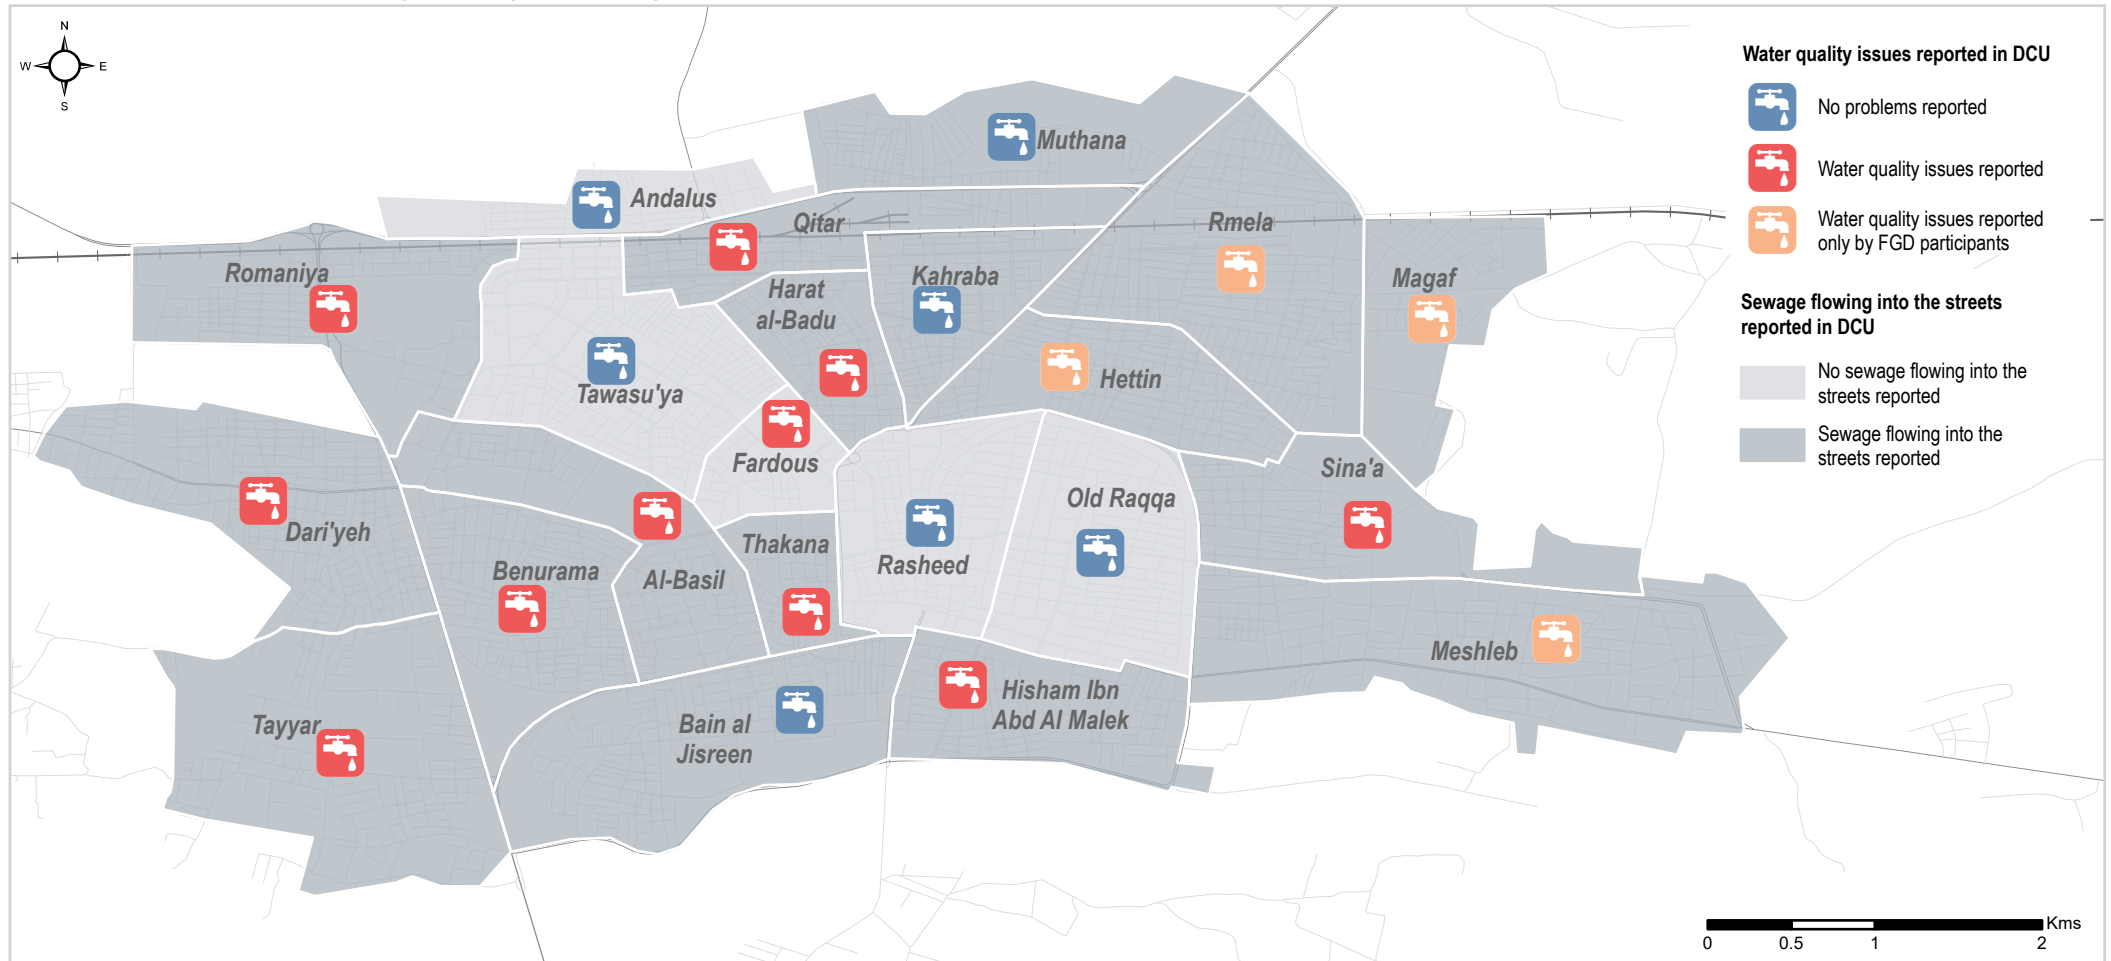 N
W
E
S
Water quality issues reported in DCU
No problems reported
Water quality issues reported
Water quality issues reported
only by FGD participants
Sewage flowing into the streets
reported in DCU
No sewage flowing into the
streets reported
Sewage flowing into the
streets reported
Muthana
Andalus
Qitar
Rmela
Romaniya
Harat
al-Badu
Kahraba
Magaf
Tawasu'ya
Hettin
Fardous
Sina'a
Old Raqqa
Dari'yeh
Thakana
Rasheed
Benurama
Al-Basil
Meshleb
Hisham Ibn
Abd Al Malek
Tayyar
Bain al
Jisreen
Kms
0
0.5
1
2